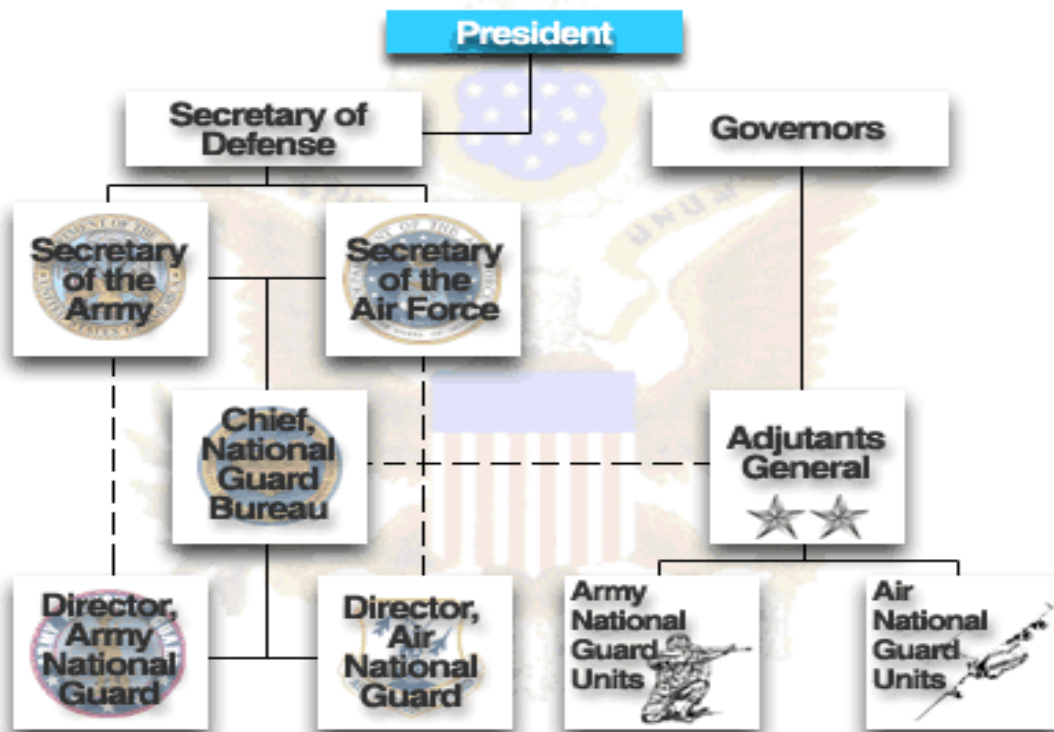 President
Secretary of
Defense
Governors
Secretary
of the
Army
Secretary
of the
Air Force
Chief,
National
Guard
Bureau
Adjutants
General
Director,
Army
National
Guard
Director,
Air
National
Guard
Army
National
Guard
Units
Air
National
Guard
Units